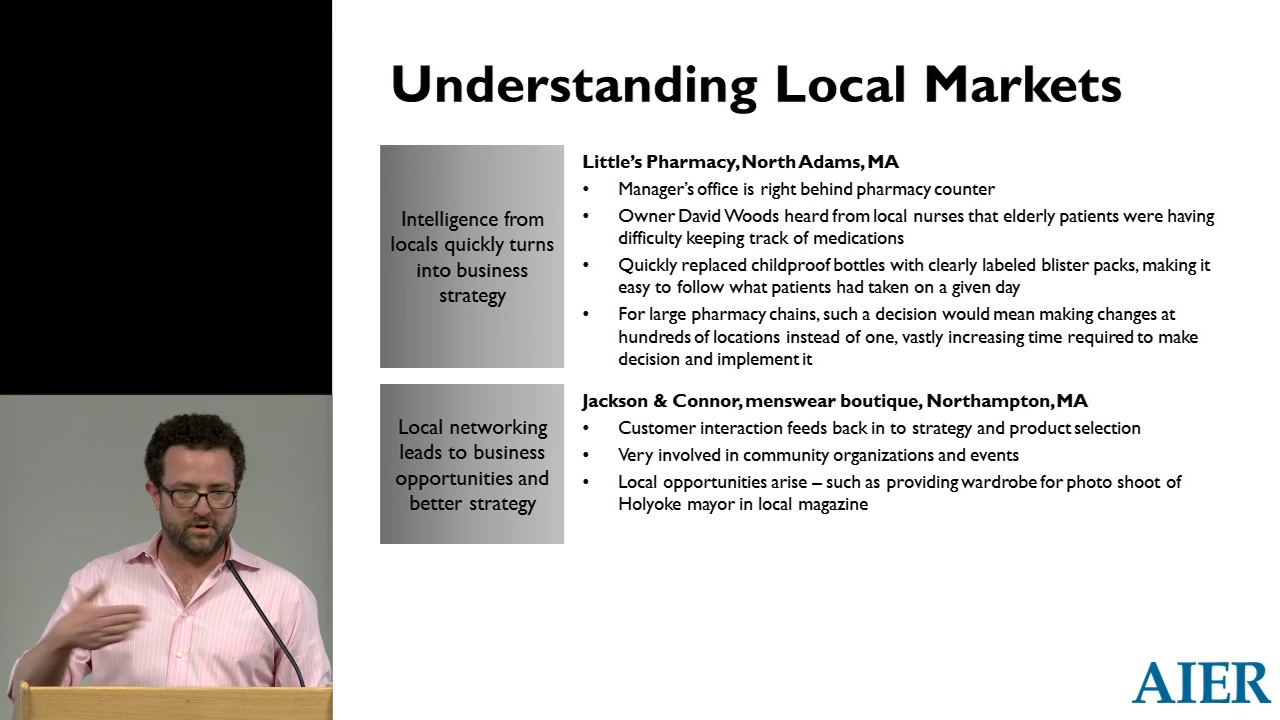 Understanding Local Markets
Intelligence from
locals quickly turns
into business
strategy
Little's Pharmacy, North Adams, MA
• Manager's office is right behind pharmacy counter
• Owner David Woods heard from local nurses that elderly patients were having
difficulty keeping track of medications
• Quickly replaced childproof bottles with clearly labeled blister packs, making it
easy to follow what patients had taken on a given day
• For large pharmacy chains, such a decision would mean making changes at
hundreds of locations instead of one, vastly increasing time required to make
decision and implement it
Local networking
leads to business
opportunities and
better strategy
Jackson & Connor, menswear boutique, Northampton, MA
• Customer interaction feeds back in to strategy and product selection
• Very involved in community organizations and events
• Local opportunities arise – such as providing wardrobe for photo shoot of
Holyoke mayor in local magazine
AIER